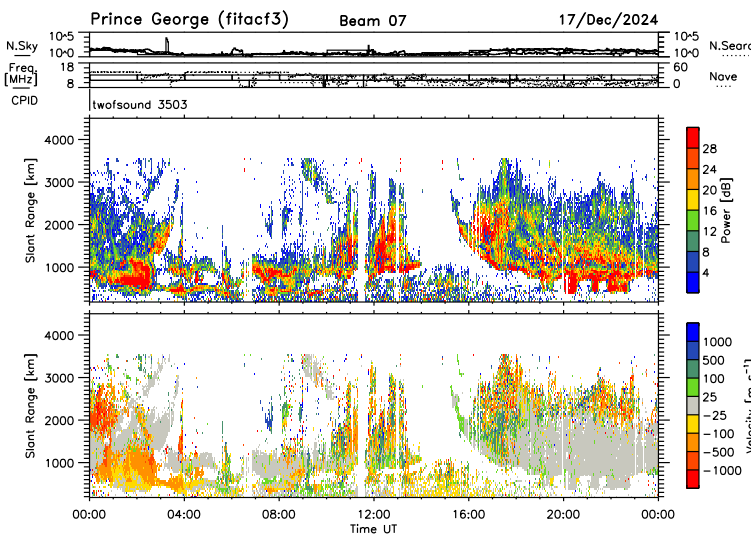 Prince George (fitacf3) Beam 07 17/Dec/2024
N.Sky 10^5 10^0 10^5 10^0 N.Sear
Freq [MHz] 18 8 60 0 Nave
CPID twofsound 3503
Slant Range [km] 4000 3000 2000 1000
Power [dB] 28 24 20 16 12 8 4
Slant Range [km] 4000 3000 2000 1000
Velocity [m s^-1] 1000 500 100 25 -25 -100 -500 -1000
00:00 04:00 08:00 12:00 16:00 20:00 00:00
Time UT